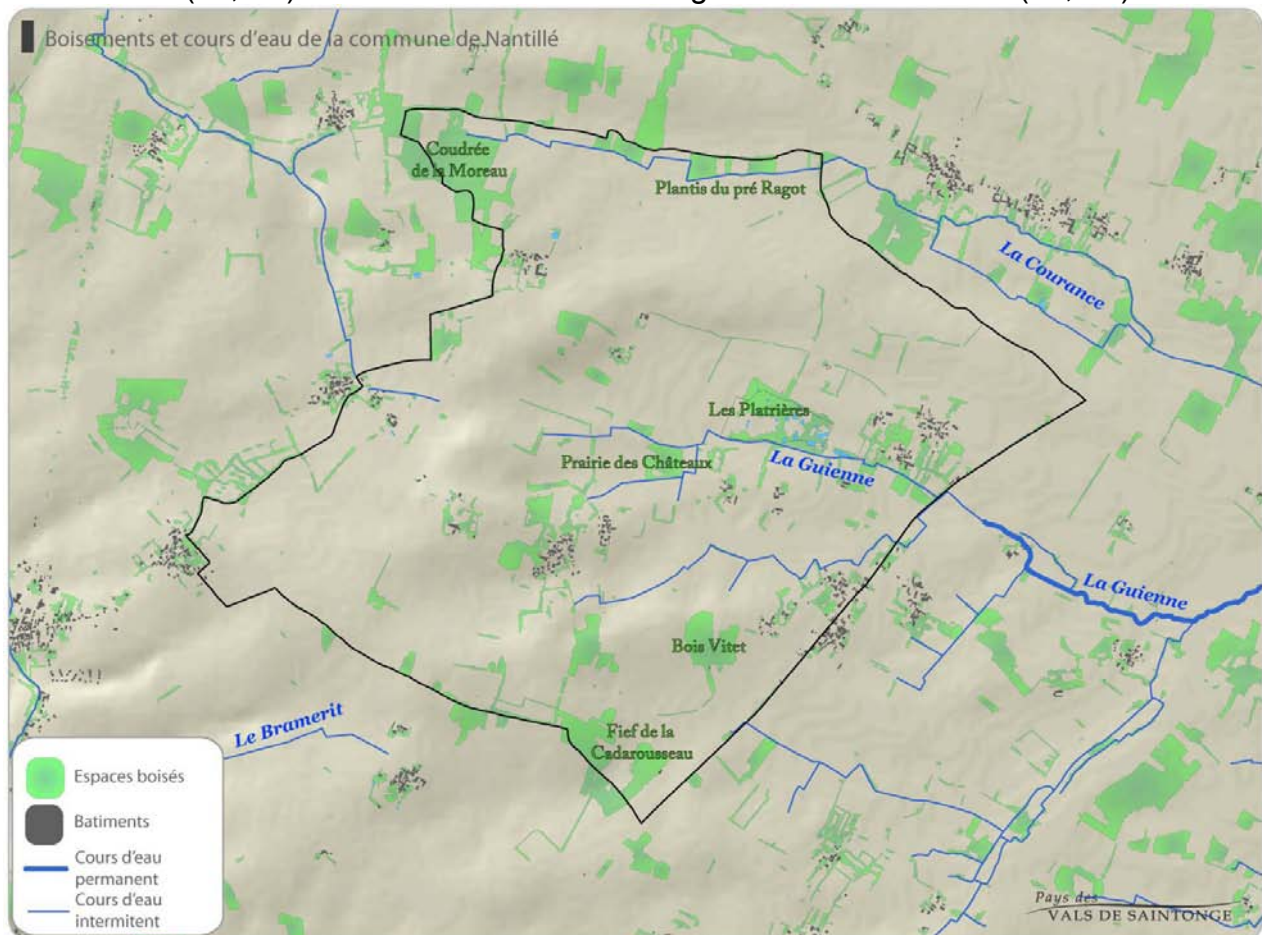 Boisements et cours d'eau de la commune de Nantillé
Coudrée
de la Moreau
Plantis du pré Ragot
La Courance
Les Platrières
Prairie des Châteaux
La Guienne
La Guienne
Bois Vitet
Le Bramerit
Fief de la
Cadarousseau
Espaces boisés
Batiments
Cours d'eau
permanent
Cours d'eau
intermitent
Pays des
VALS DE SAINTONGE